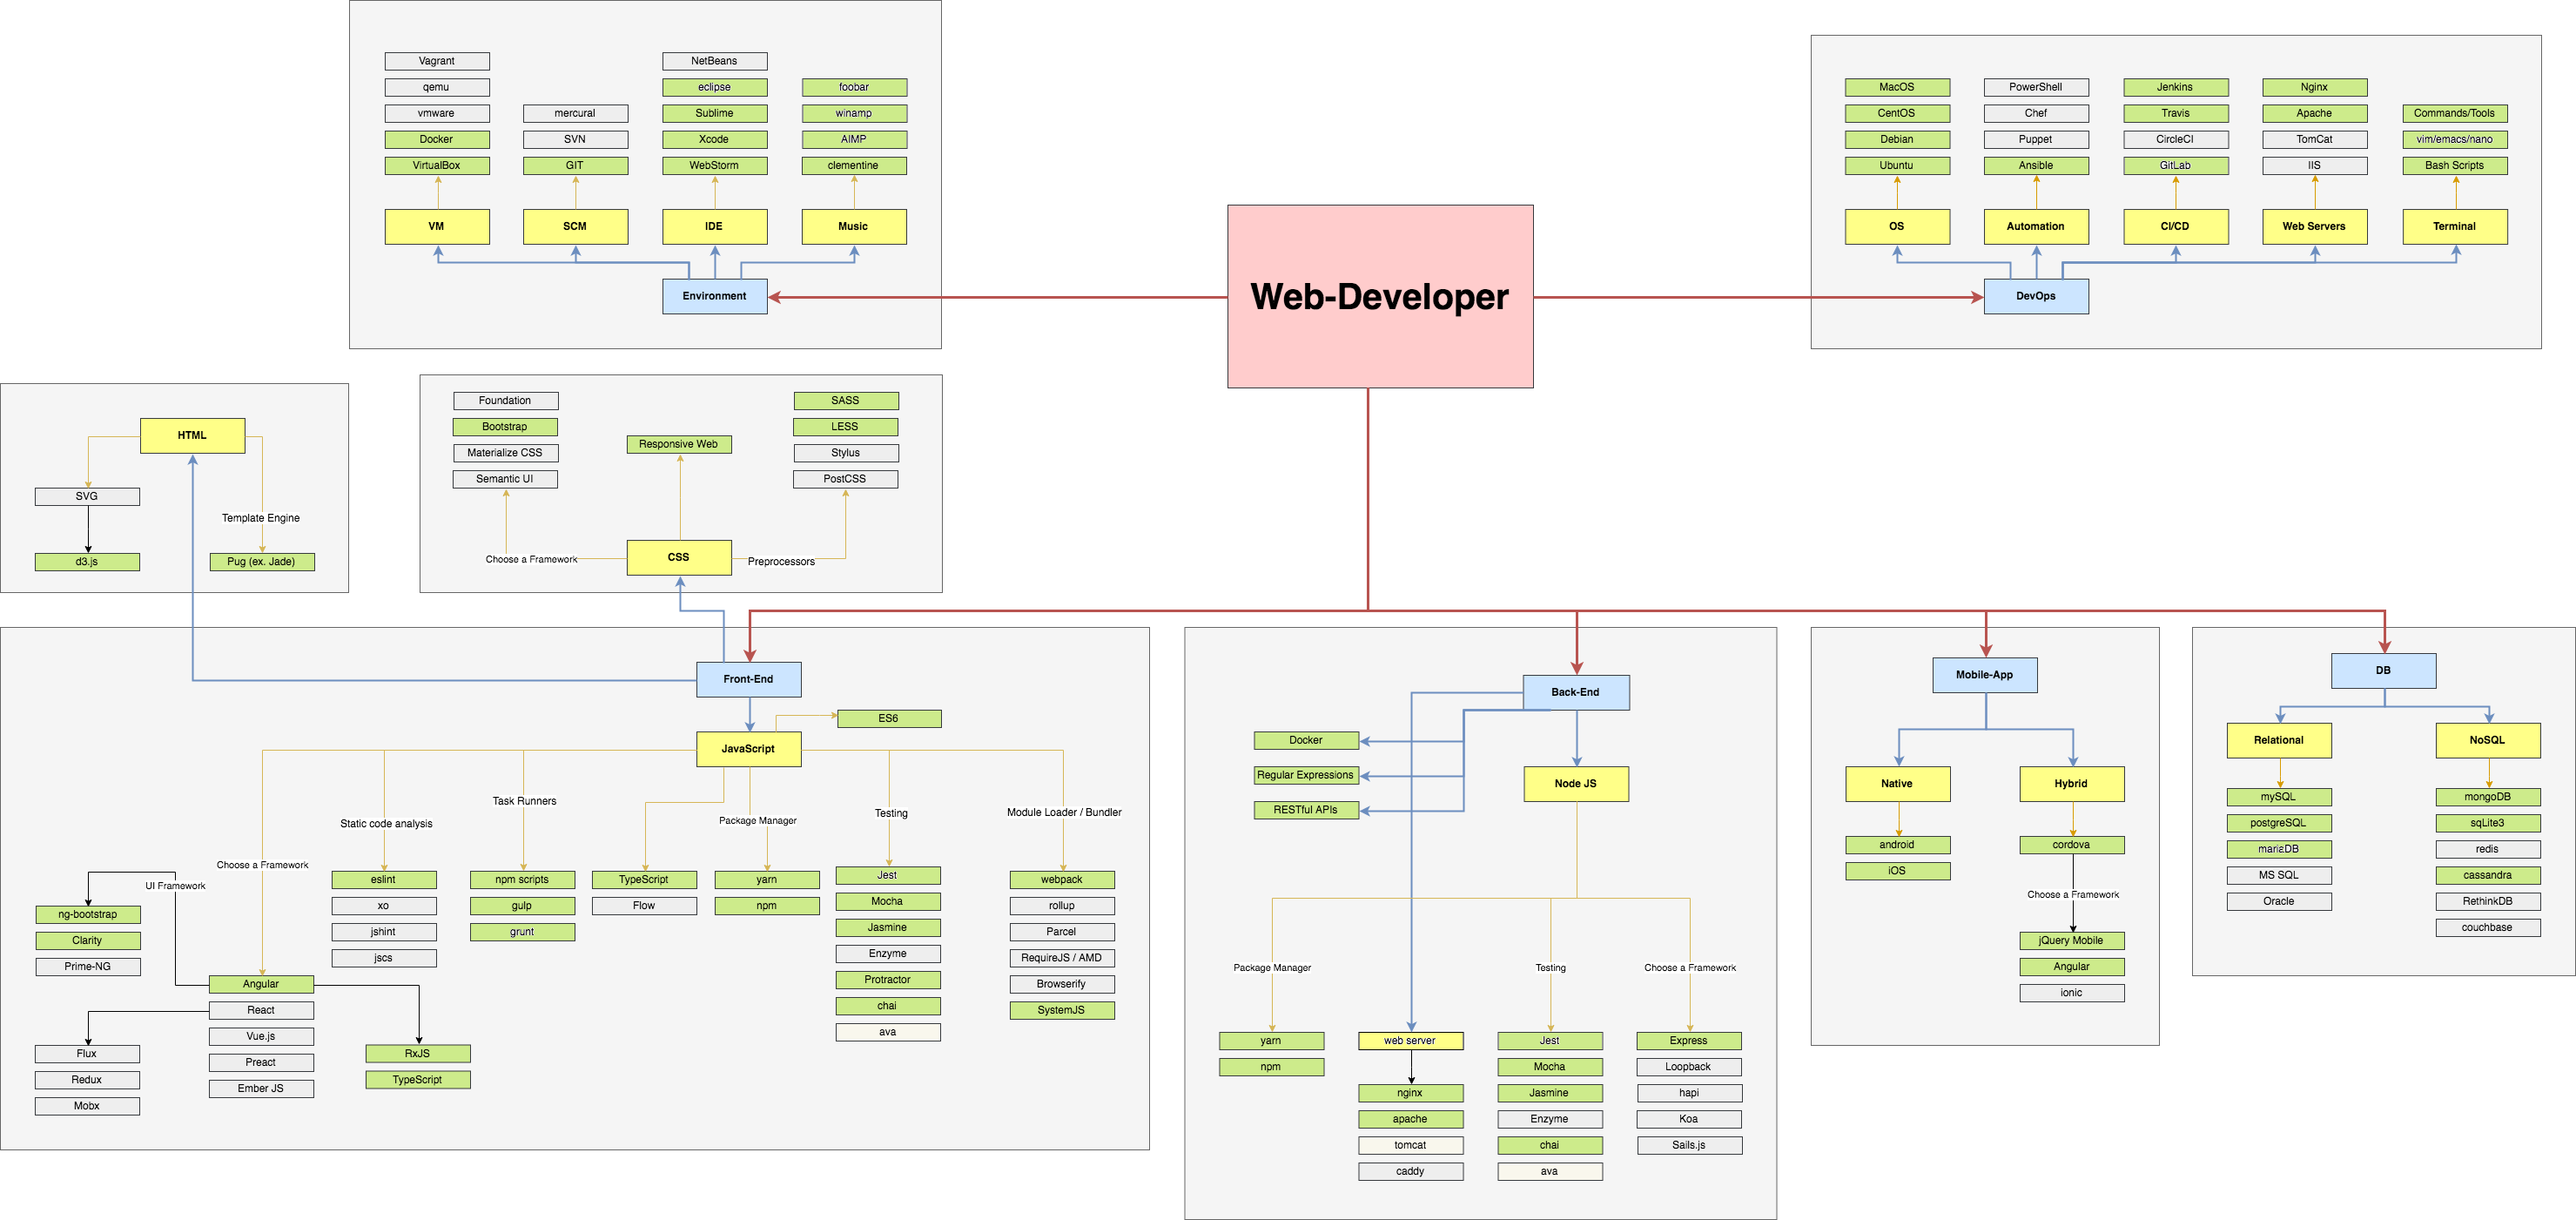 Vagrant
qemu
vmware
Docker
VirtualBox
VM
mercural
SVN
GIT
SCM
NetBeans
eclipse
Sublime
Xcode
WebStorm
IDE
foobar
winamp
AIMP
clementine
Music
Environment
Web-Developer
MacOS
CentOS
Debian
Ubuntu
OS
PowerShell
Chef
Puppet
Ansible
Automation
Jenkins
Travis
CircleCI
GitLab
CI/CD
Nginx
Apache
TomCat
IIS
Web Servers
Commands/Tools
vim/emacs/nano
Bash Scripts
Terminal
DevOps
HTML
SVG
d3.js
Template Engine
Pug (ex. Jade)
Foundation
Bootstrap
Materialize CSS
Semantic UI
Choose a Framework
Responsive Web
CSS
SASS
LESS
Stylus
PostCSS
Preprocessors
Front-End
JavaScript
ES6
UI Framework
ng-bootstrap
Clarity
Prime-NG
Choose a Framework
Angular
React
Vue.js
Preact
Ember JS
Flux
Redux
Mobx
RxJS
TypeScript
Static code analysis
eslint
xo
jshint
jscs
Task Runners
npm scripts
gulp
grunt
TypeScript
Flow
Package Manager
yarn
npm
Testing
Jest
Mocha
Jasmine
Enzyme
Protractor
chai
ava
Module Loader / Bundler
webpack
rollup
Parcel
RequireJS / AMD
Browserify
SystemJS
Back-End
Docker
Regular Expressions
RESTful APIs
Node JS
Package Manager
yarn
npm
web server
nginx
apache
tomcat
caddy
Testing
Jest
Mocha
Jasmine
Enzyme
chai
ava
Choose a Framework
Express
Loopback
hapi
Koa
Sails.js
Mobile-App
Native
android
iOS
Hybrid
cordova
Choose a Framework
jQuery Mobile
Angular
ionic
DB
Relational
mySQL
postgreSQL
mariaDB
MS SQL
Oracle
NoSQL
mongoDB
sqLite3
redis
cassandra
RethinkDB
couchbase